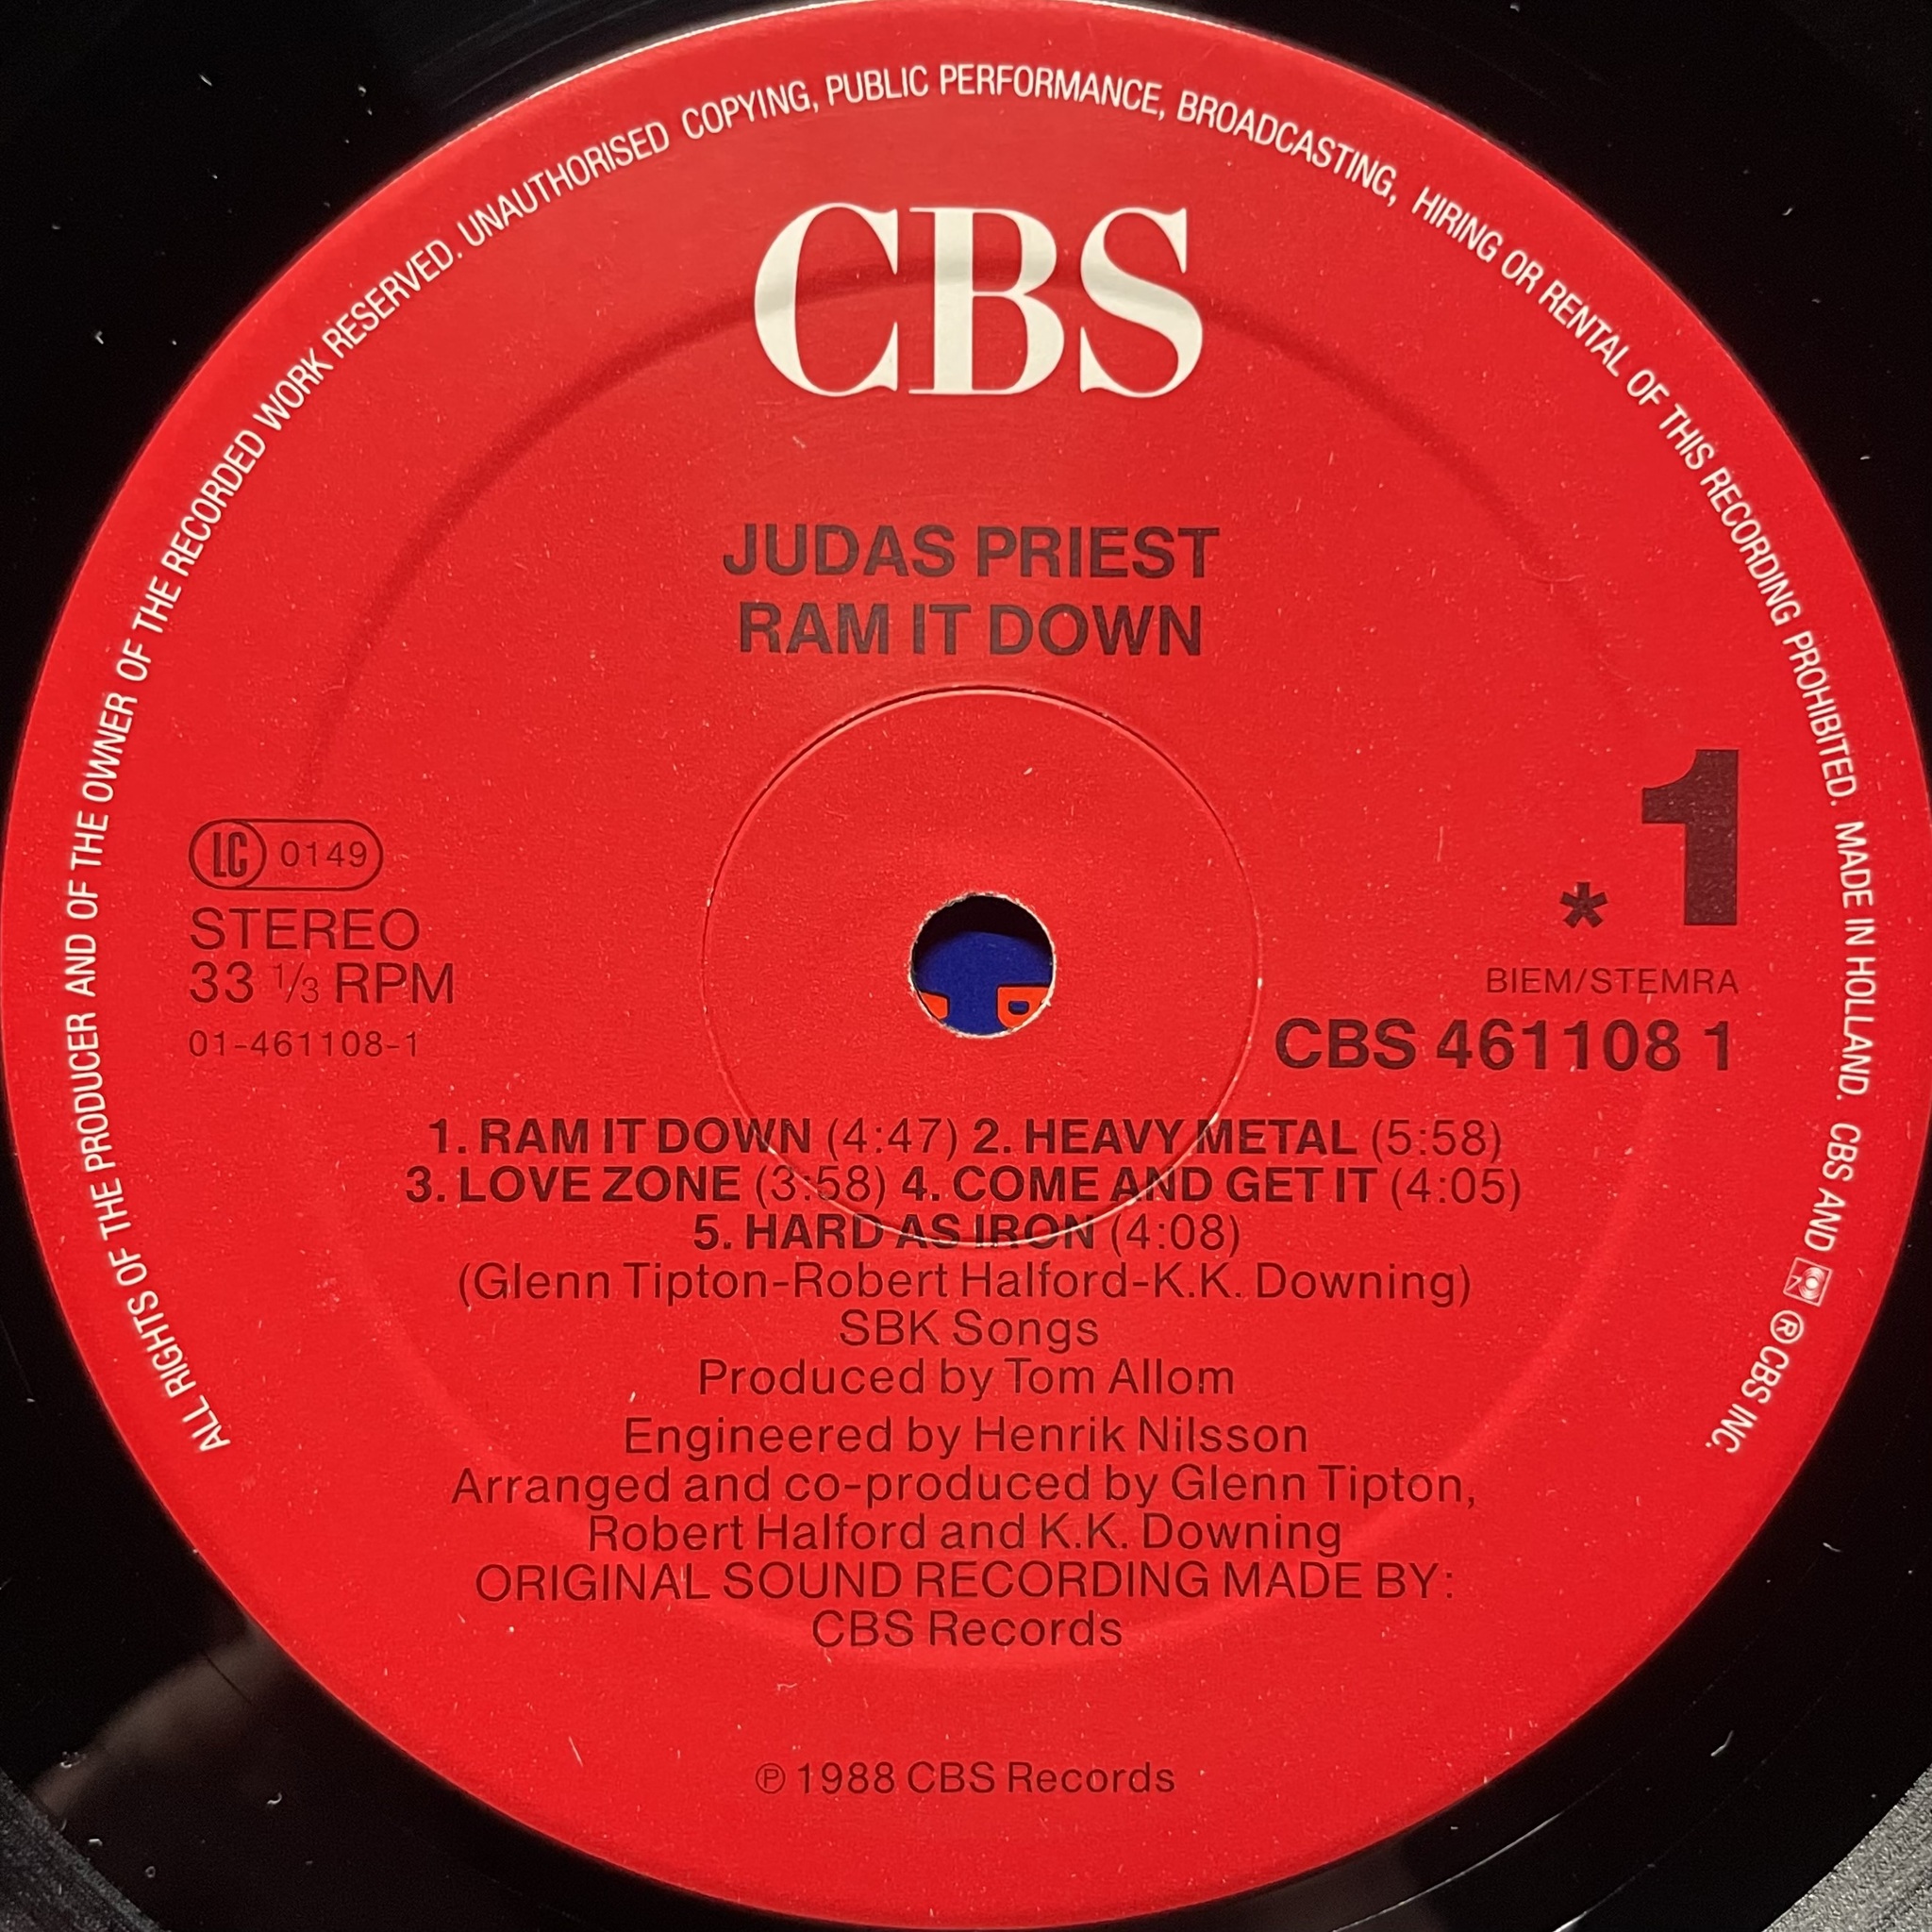 ALL RIGHTS OF THE PRODUCER AND OF THE OWNER OF THE RECORDED WORK RESERVED. UNAUTHORISED COPYING, PUBLIC PERFORMANCE, BROADCASTING, HIRING OR RENTAL OF THIS RECORDING PROHIBITED. MADE IN HOLLAND. CBS AND ® CBS INC.
CBS
JUDAS PRIEST
RAM IT DOWN
LC 0149
STEREO
33 1/3 RPM
01-461108-1
* 1
BIEM/STEMRA
CBS 461108 1
1. RAM IT DOWN (4:47) 2. HEAVY METAL (5:58)
3. LOVE ZONE (3:58) 4. COME AND GET IT (4:05)
5. HARD AS IRON (4:08)
(Glenn Tipton-Robert Halford-K.K. Downing)
SBK Songs
Produced by Tom Allom
Engineered by Henrik Nilsson
Arranged and co-produced by Glenn Tipton,
Robert Halford and K.K. Downing
ORIGINAL SOUND RECORDING MADE BY:
CBS Records
℗ 1988 CBS Records